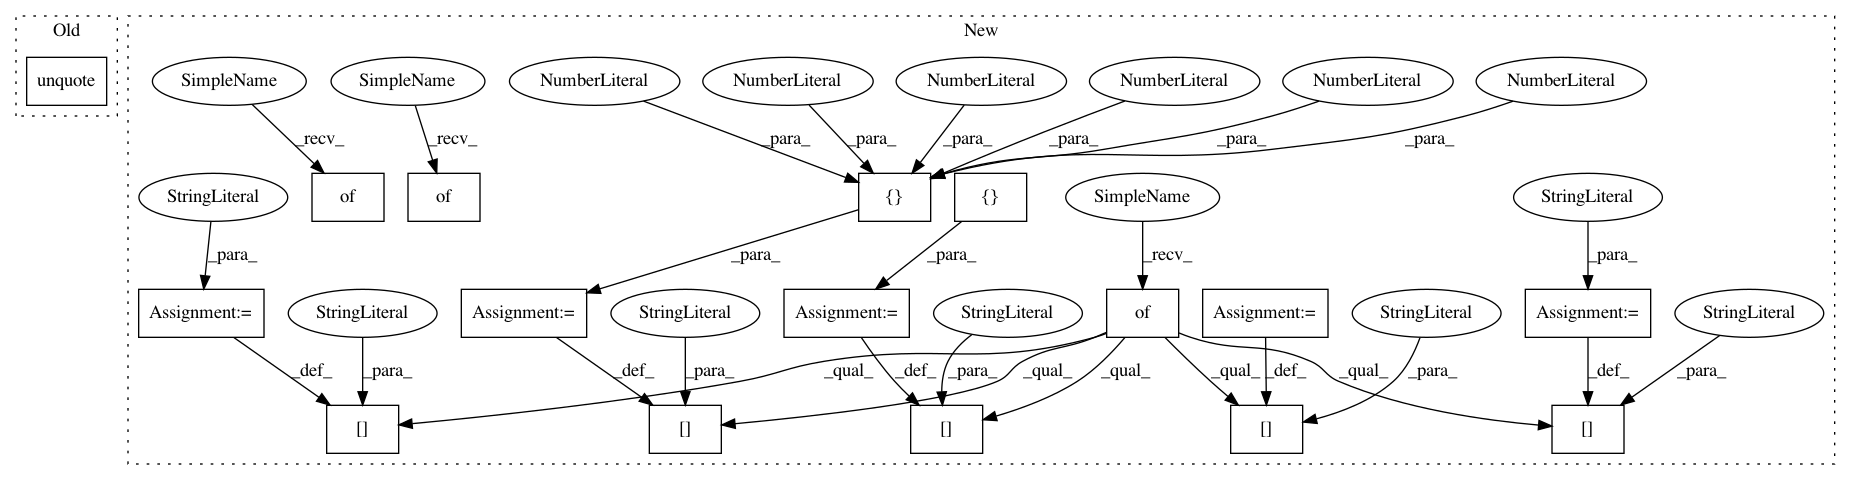 Old New
unquote SimpleName SimpleName NumberLiteral NumberLiteral NumberLiteral NumberLiteral NumberLiteral NumberLiteral
_recv_ _recv_ _para_ _para_ _para_ _para_ _para_ _para_
StringLiteral of of {} {} SimpleName StringLiteral
_para_ _para_ _para_ _recv_ _para_
Assignment:= StringLiteral Assignment:= StringLiteral Assignment:= StringLiteral of Assignment:= StringLiteral Assignment:= StringLiteral
_def_ _para_ _def_ _para_ _qual_ _def_ _para_ _qual_ _qual_ _qual_ _def_ _para_ _qual_ _def_ _para_
[] [] [] [] []